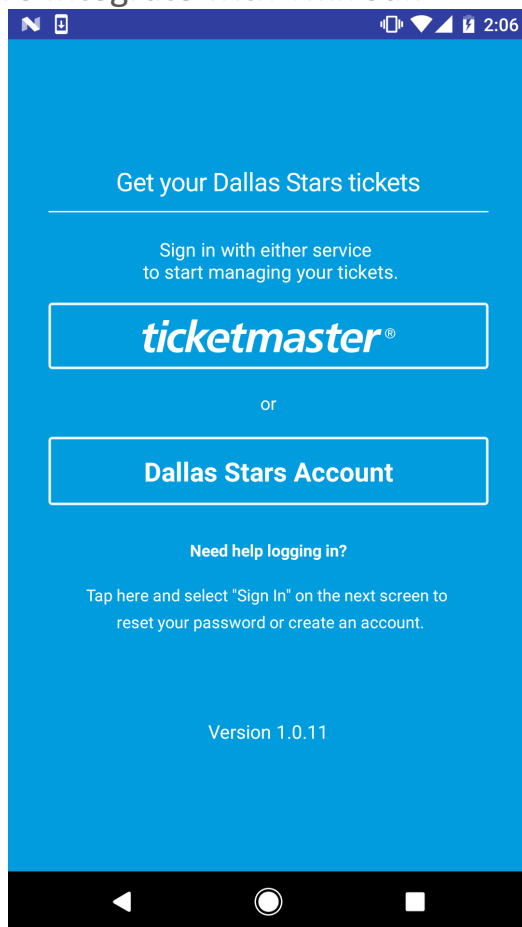 2:06
Get your Dallas Stars tickets
Sign in with either service
to start managing your tickets.
ticketmaster®
or
Dallas Stars Account
Need help logging in?
Tap here and select "Sign In" on the next screen to
reset your password or create an account.
Version 1.0.11